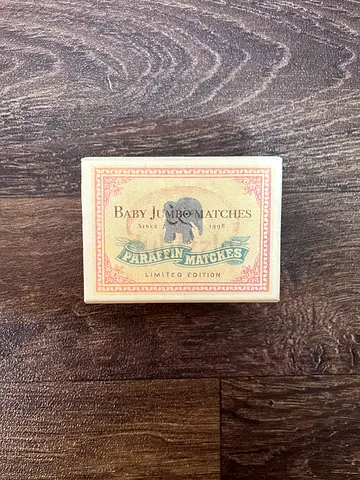 Baby Jumbo matches
Since 1998
PARAFFIN MATCHES
LIMITED EDITION